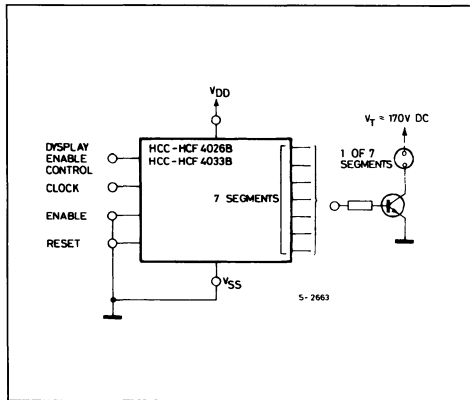 VDD
VT = 170V DC
DYSPLAY
ENABLE
CONTROL
HCC-HCF 4026B
HCC-HCF 4033B
1 OF 7
SEGMENTS
CLOCK
7 SEGMENTS
ENABLE
RESET
VSS
S-2663